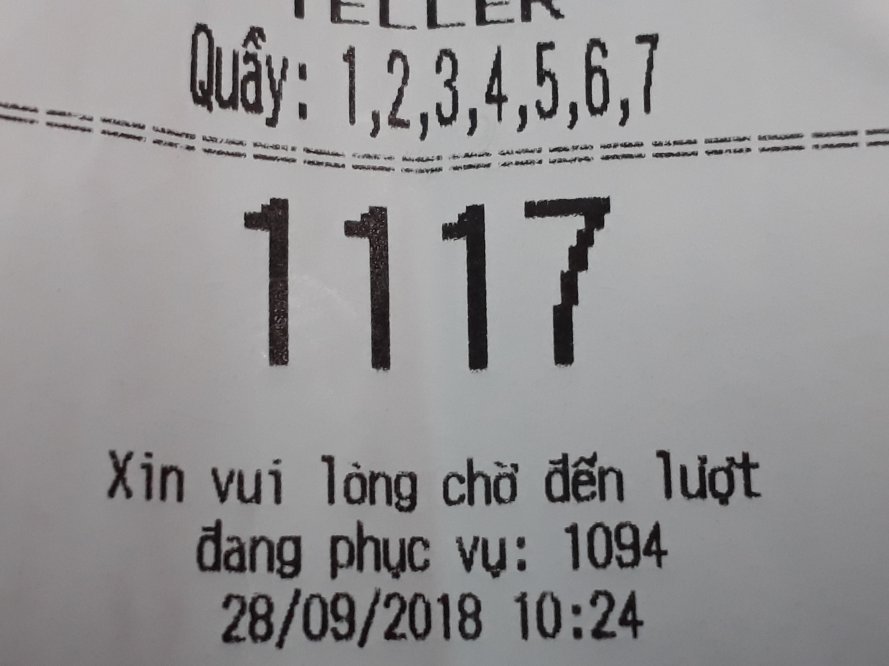 TELLER
Quầy: 1,2,3,4,5,6,7
1117
Xin vui lòng chờ đến lượt
đang phục vụ: 1094
28/09/2018 10:24